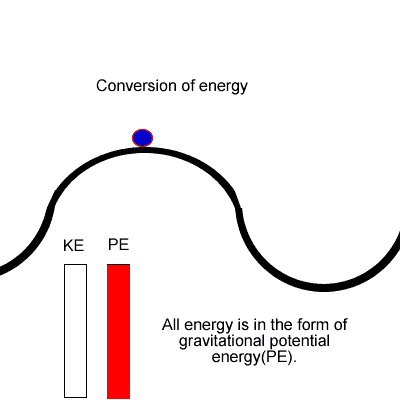 Conversion of energy
KE PE
All energy is in the form of
gravitational potential
energy(PE).